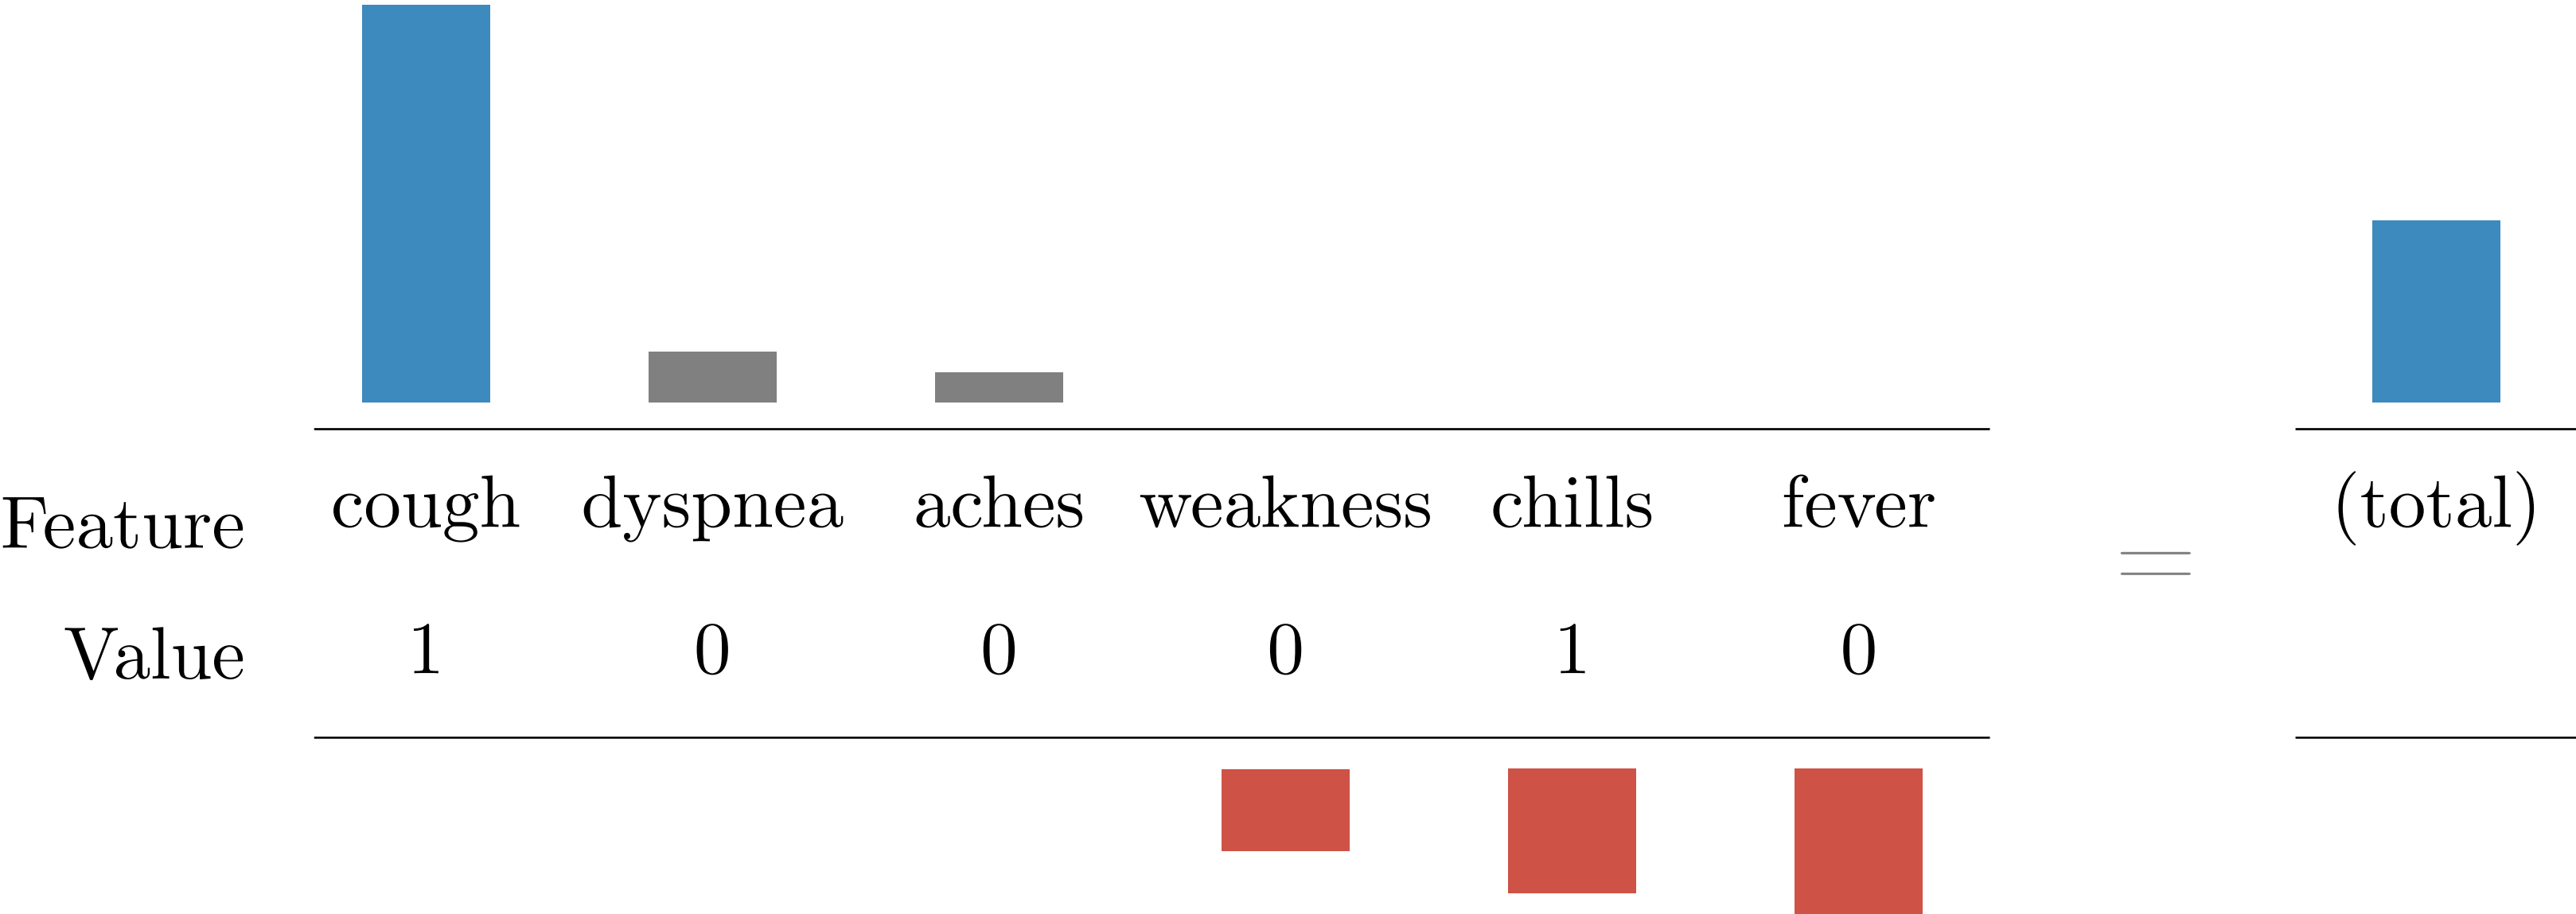 Feature cough dyspnea aches weakness chills fever = (total)
Value 1 0 0 0 1 0